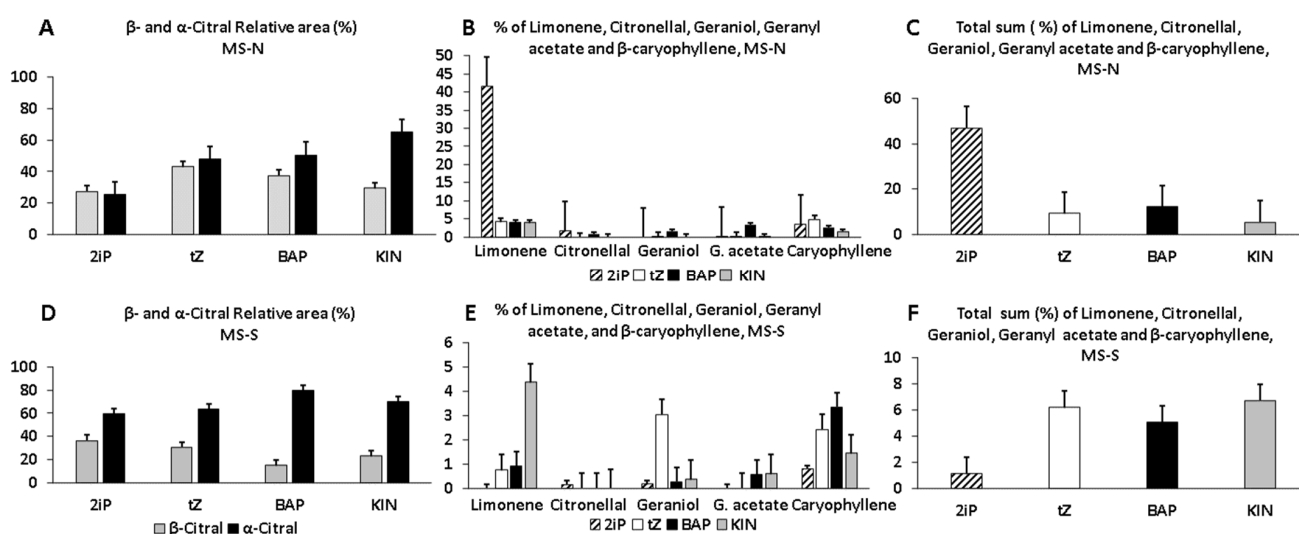 A
β- and α-Citral Relative area (%)
MS-N
100
80
60
40
20
0
2iP tZ BAP KIN
B
% of Limonene, Citronellal, Geraniol, Geranyl
acetate and β-caryophyllene, MS-N
50
45
40
35
30
25
20
15
10
5
0
Limonene Citronellal Geraniol G. acetate Caryophyllene
2iP tZ BAP KIN
C
Total sum ( %) of Limonene, Citronellal,
Geraniol, Geranyl acetate and β-caryophyllene,
MS-N
60
40
20
0
2iP tZ BAP KIN
D
β- and α-Citral Relative area (%)
MS-S
100
80
60
40
20
0
2iP tZ BAP KIN
β-Citral α-Citral
E
% of Limonene, Citronellal, Geraniol, Geranyl
acetate, and β-caryophyllene, MS-S
6
5
4
3
2
1
0
Limonene Citronellal Geraniol G. acetate Caryophyllene
2iP tZ BAP KIN
F
Total sum (%) of Limonene, Citronellal,
Geraniol, Geranyl acetate and β-caryophyllene,
MS-S
10
8
6
4
2
0
2iP tZ BAP KIN